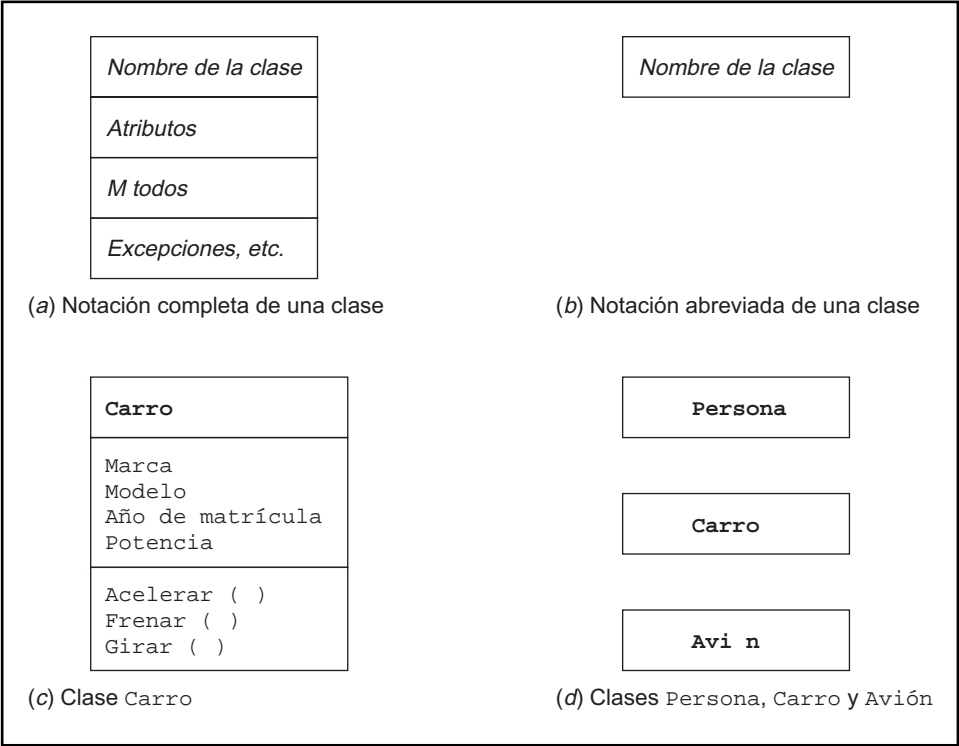 Nombre de la clase
Atributos
M todos
Excepciones, etc.
(a) Notación completa de una clase
Nombre de la clase
(b) Notación abreviada de una clase
Carro
Marca
Modelo
Año de matrícula
Potencia
Acelerar ( )
Frenar ( )
Girar ( )
(c) Clase Carro
Persona
Carro
Avi n
(d) Clases Persona, Carro y Avión